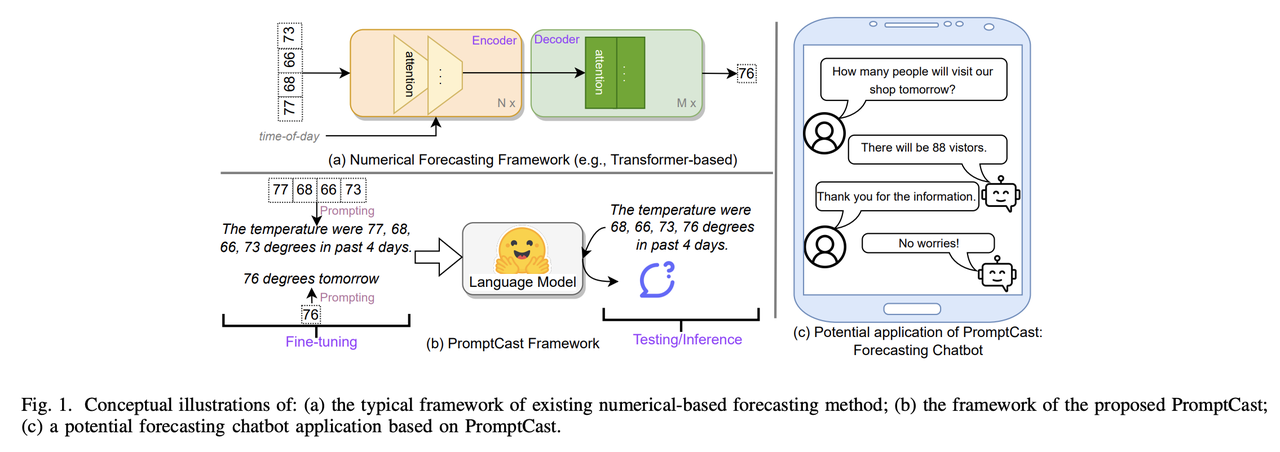 73
66
68
77
time-of-day
attention
...
Encoder
N x
Decoder
attention
...
M x
76
(a) Numerical Forecasting Framework (e.g., Transformer-based)
77 68 66 73
Prompting
The temperature were 77, 68,
66, 73 degrees in past 4 days.
76 degrees tomorrow
Prompting
76
Fine-tuning
Language Model
The temperature were
68, 66, 73, 76 degrees
in past 4 days.
?
Testing/Inference
(b) PromptCast Framework
How many people will visit our
shop tomorrow?
There will be 88 vistors.
Thank you for the information.
No worries!
(c) Potential application of PromptCast:
Forecasting Chatbot
Fig. 1. Conceptual illustrations of: (a) the typical framework of existing numerical-based forecasting method; (b) the framework of the proposed PromptCast;
(c) a potential forecasting chatbot application based on PromptCast.